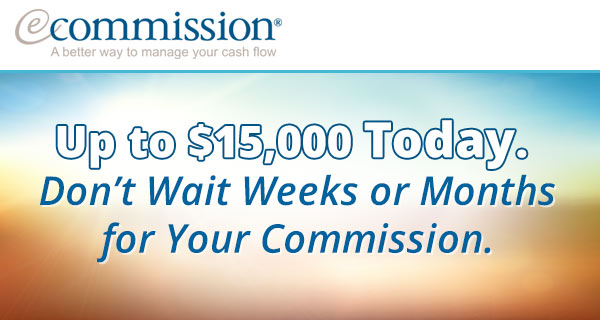 ecommission®
A better way to manage your cash flow
Up to $15,000 Today.
Don't Wait Weeks or Months
for Your Commission.